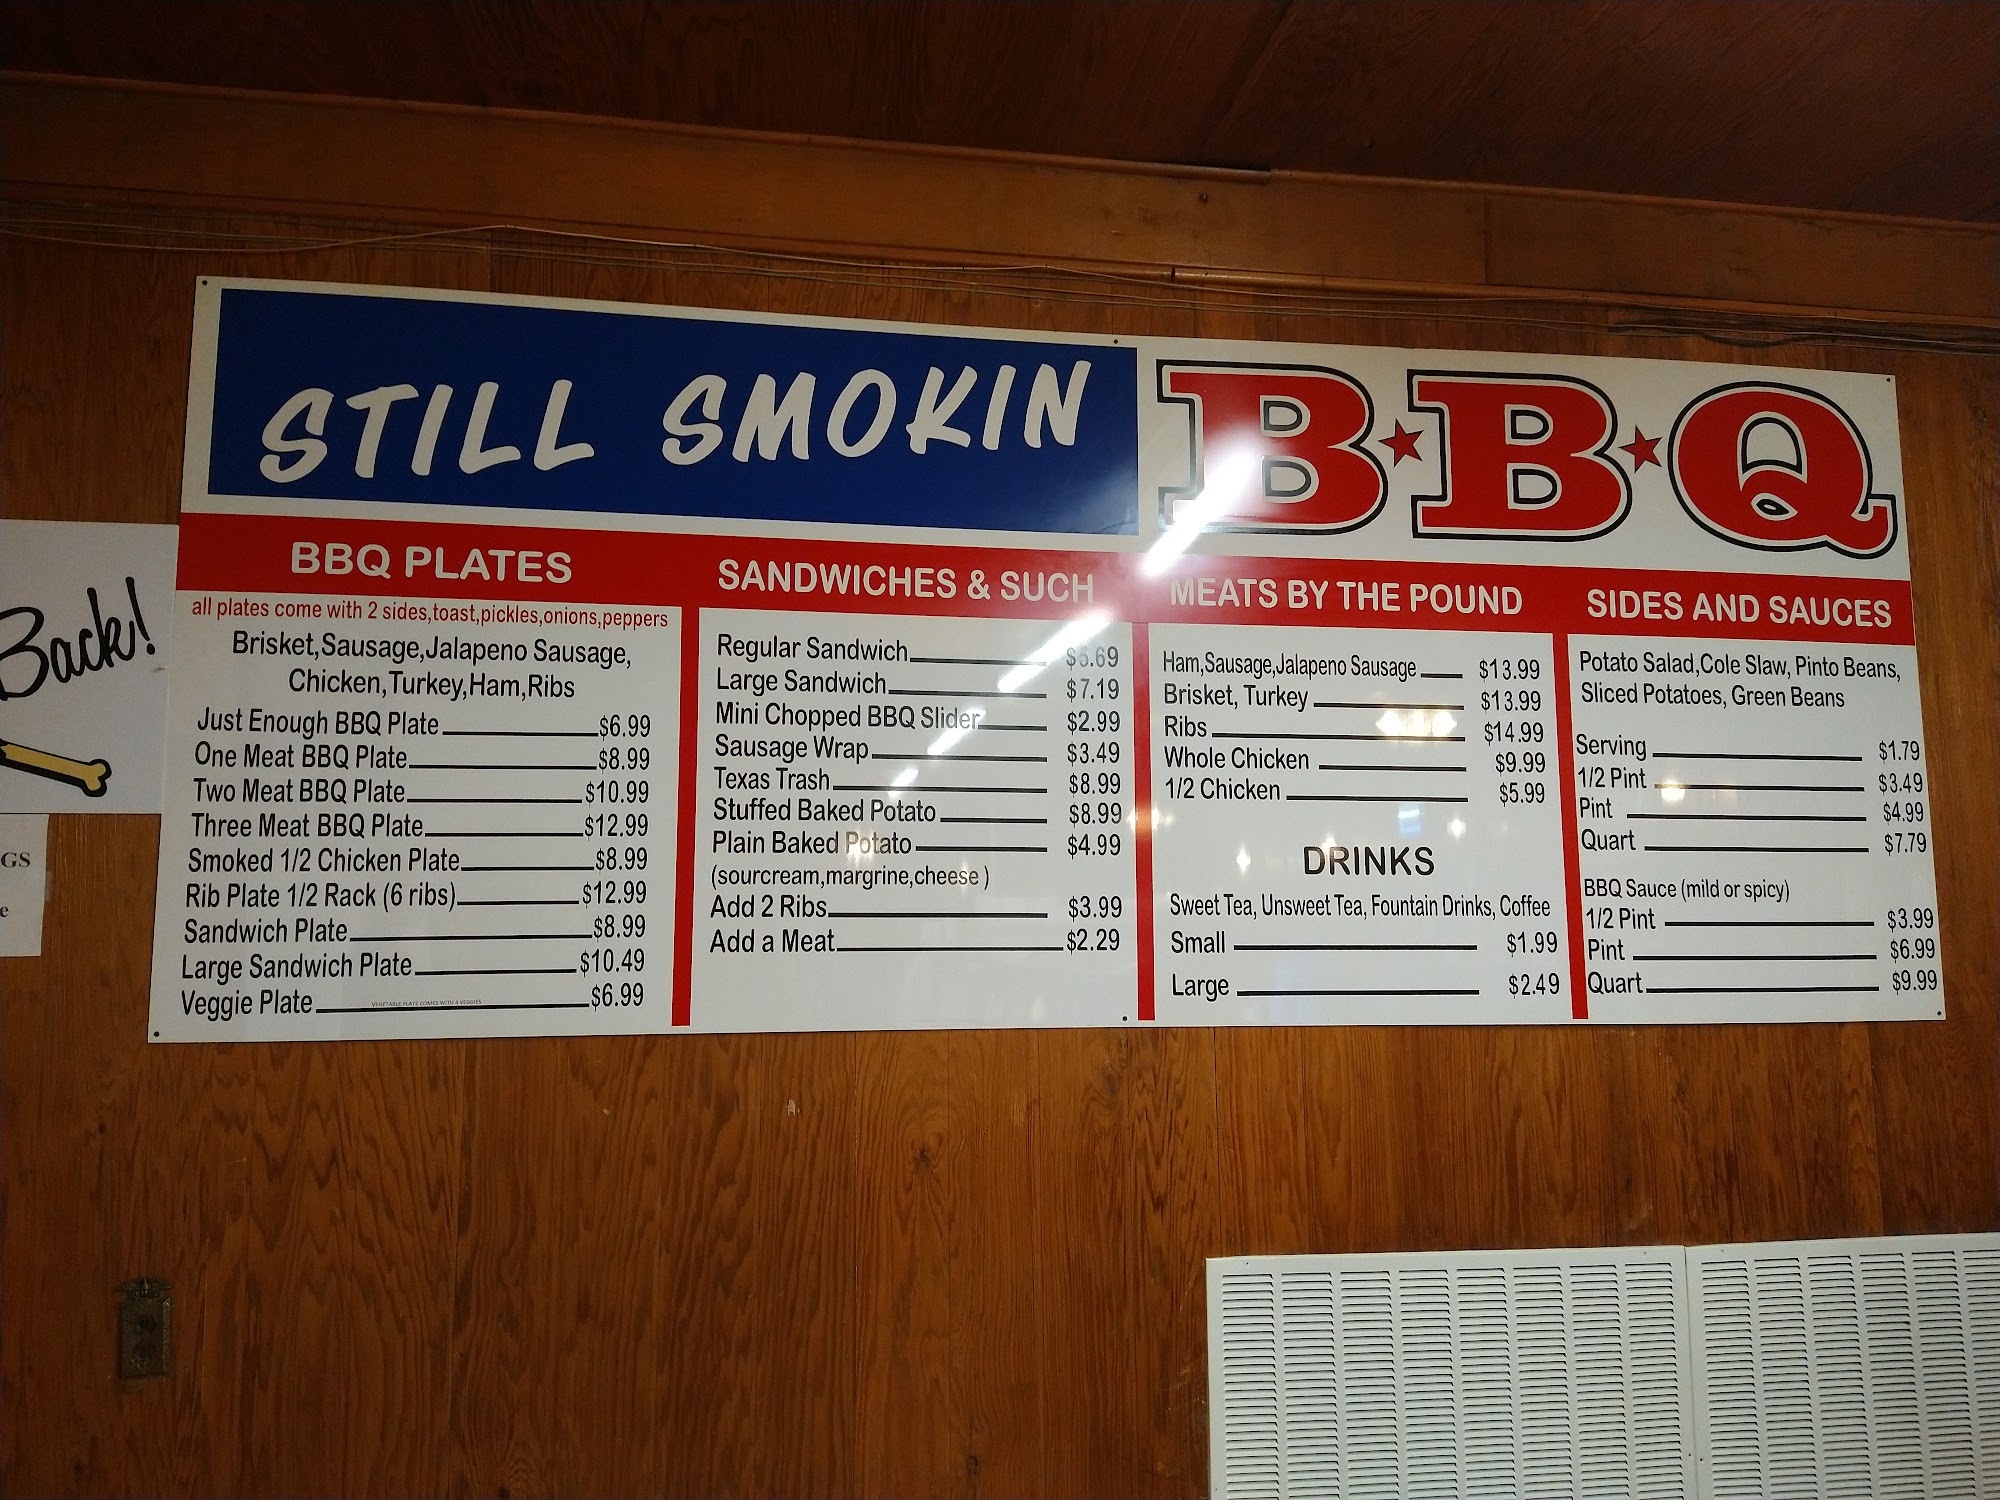 STILL SMOKIN
B★B★Q
BBQ PLATES
all plates come with 2 sides,toast,pickles,onions,peppers
Brisket,Sausage,Jalapeno Sausage,
Chicken,Turkey,Ham,Ribs
Just Enough BBQ Plate $6.99
One Meat BBQ Plate $8.99
Two Meat BBQ Plate $10.99
Three Meat BBQ Plate $12.99
Smoked 1/2 Chicken Plate $8.99
Rib Plate 1/2 Rack (6 ribs) $12.99
Sandwich Plate $8.99
Large Sandwich Plate $10.49
Veggie Plate VEGETABLE PLATE COMES WITH 4 VEGGIES $6.99
SANDWICHES & SUCH
Regular Sandwich $5.69
Large Sandwich $7.19
Mini Chopped BBQ Slider $2.99
Sausage Wrap $3.49
Texas Trash $8.99
Stuffed Baked Potato $8.99
Plain Baked Potato $4.99
(sourcream,margrine,cheese )
Add 2 Ribs $3.99
Add a Meat $2.29
MEATS BY THE POUND
Ham,Sausage,Jalapeno Sausage $13.99
Brisket, Turkey $13.99
Ribs $14.99
Whole Chicken $9.99
1/2 Chicken $5.99
DRINKS
Sweet Tea, Unsweet Tea, Fountain Drinks, Coffee
Small $1.99
Large $2.49
SIDES AND SAUCES
Potato Salad,Cole Slaw, Pinto Beans,
Sliced Potatoes, Green Beans
Serving $1.79
1/2 Pint $3.49
Pint $4.99
Quart $7.79
BBQ Sauce (mild or spicy)
1/2 Pint $3.99
Pint $6.99
Quart $9.99
Back!
GS
e